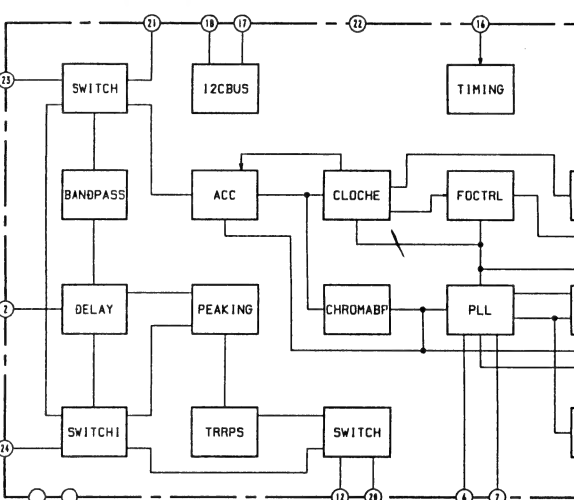 21 18 17 22 16
23
SWITCH I2CBUS TIMING
BANDPASS ACC CLOCHE FOCTRL
2
DELAY PEAKING CHROMABP PLL
24
SWITCH1 TRRPS SWITCH
12 20 6 7